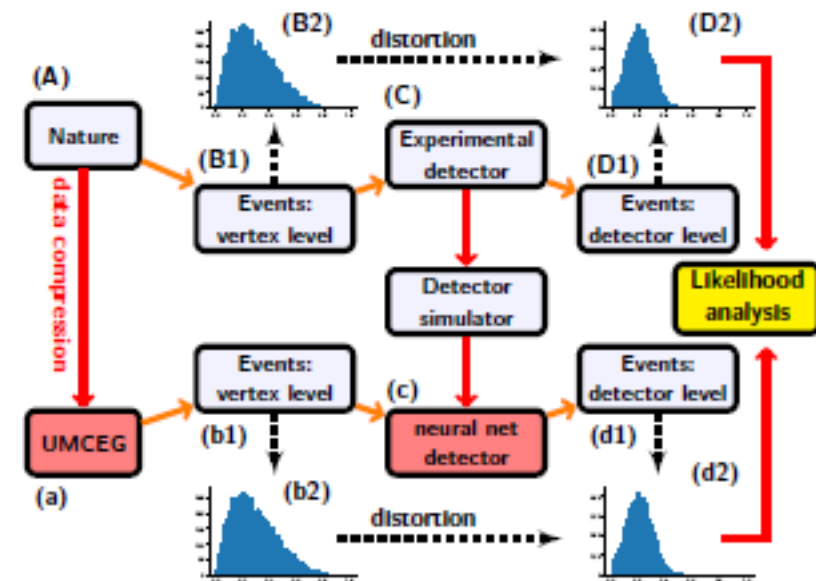 (B2)
distortion
(D2)
(A)
(C)
Nature
(B1)
Experimental
detector
(D1)
Events:
vertex level
Events:
detector level
data compression
Detector
simulator
Likelihood
analysis
Events:
vertex level
(c)
Events:
detector level
UMCEG
(b1)
neural net
detector
(d1)
(a)
(b2)
(d2)
distortion